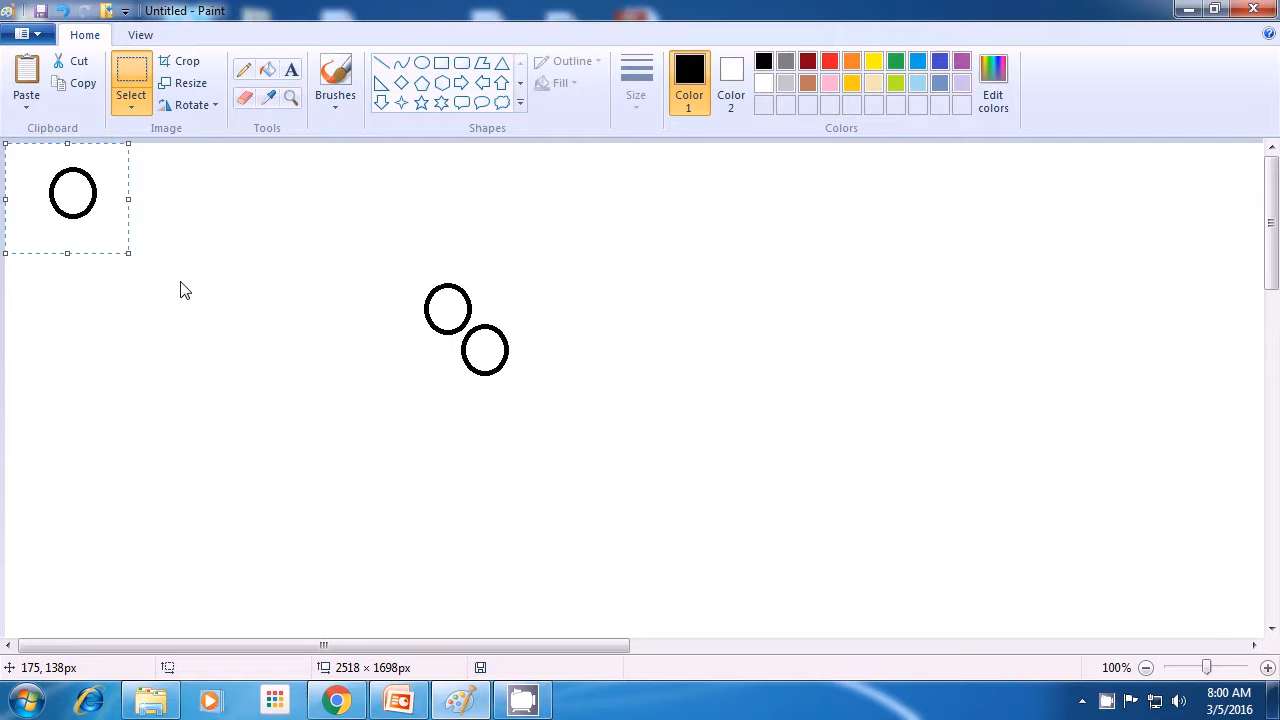 Untitled - Paint
Home View
Paste
Cut
Copy
Clipboard
Select
Crop
Resize
Rotate
Image
A
Tools
Brushes
Shapes
Outline
Fill
Size
Color 1
Color 2
Edit colors
Colors
175, 138px
2518 × 1698px
100%
8:00 AM
3/5/2016